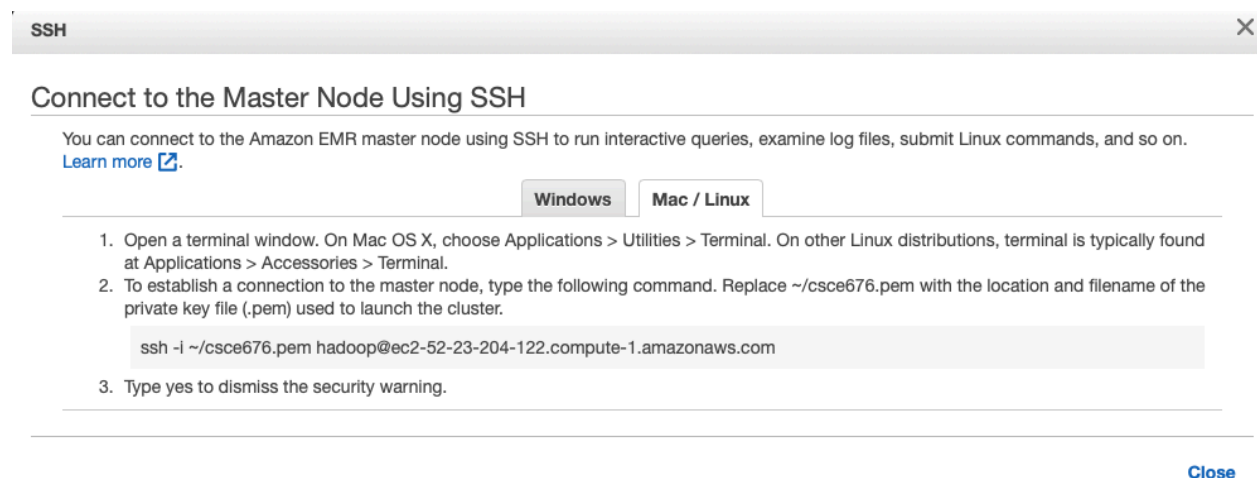 SSH
Connect to the Master Node Using SSH
You can connect to the Amazon EMR master node using SSH to run interactive queries, examine log files, submit Linux commands, and so on.
Learn more .
Windows Mac / Linux
1. Open a terminal window. On Mac OS X, choose Applications > Utilities > Terminal. On other Linux distributions, terminal is typically found
at Applications > Accessories > Terminal.
2. To establish a connection to the master node, type the following command. Replace ~/csce676.pem with the location and filename of the
private key file (.pem) used to launch the cluster.
ssh -i ~/csce676.pem hadoop@ec2-52-23-204-122.compute-1.amazonaws.com
3. Type yes to dismiss the security warning.
Close